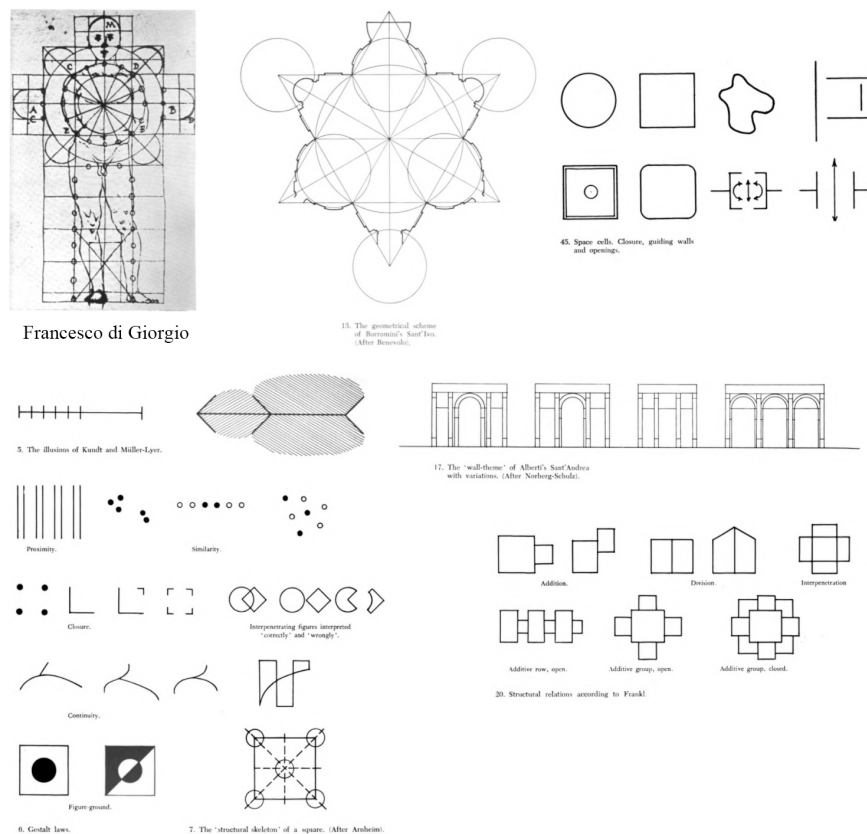 M
C D
A B
C D
E E
Francesco di Giorgio
13. The geometrical scheme
of Borromini's Sant'Ivo.
(After Benevolo).
45. Space cells. Closure, guiding walls
and openings.
5. The illusions of Kundt and Müller-Lyer.
17. The 'wall-theme' of Alberti's Sant'Andrea
with variations. (After Norberg-Schulz).
Proximity.
Similarity.
Addition.
Division.
Interpenetration
Closure.
Interpenetrating figures interpreted
'correctly' and 'wrongly'.
Additive row, open.
Additive group, open.
Additive group, closed.
20. Structural relations according to Frankl.
Continuity.
Figure-ground.
6. Gestalt laws.
7. The 'structural skeleton' of a square. (After Arnheim).